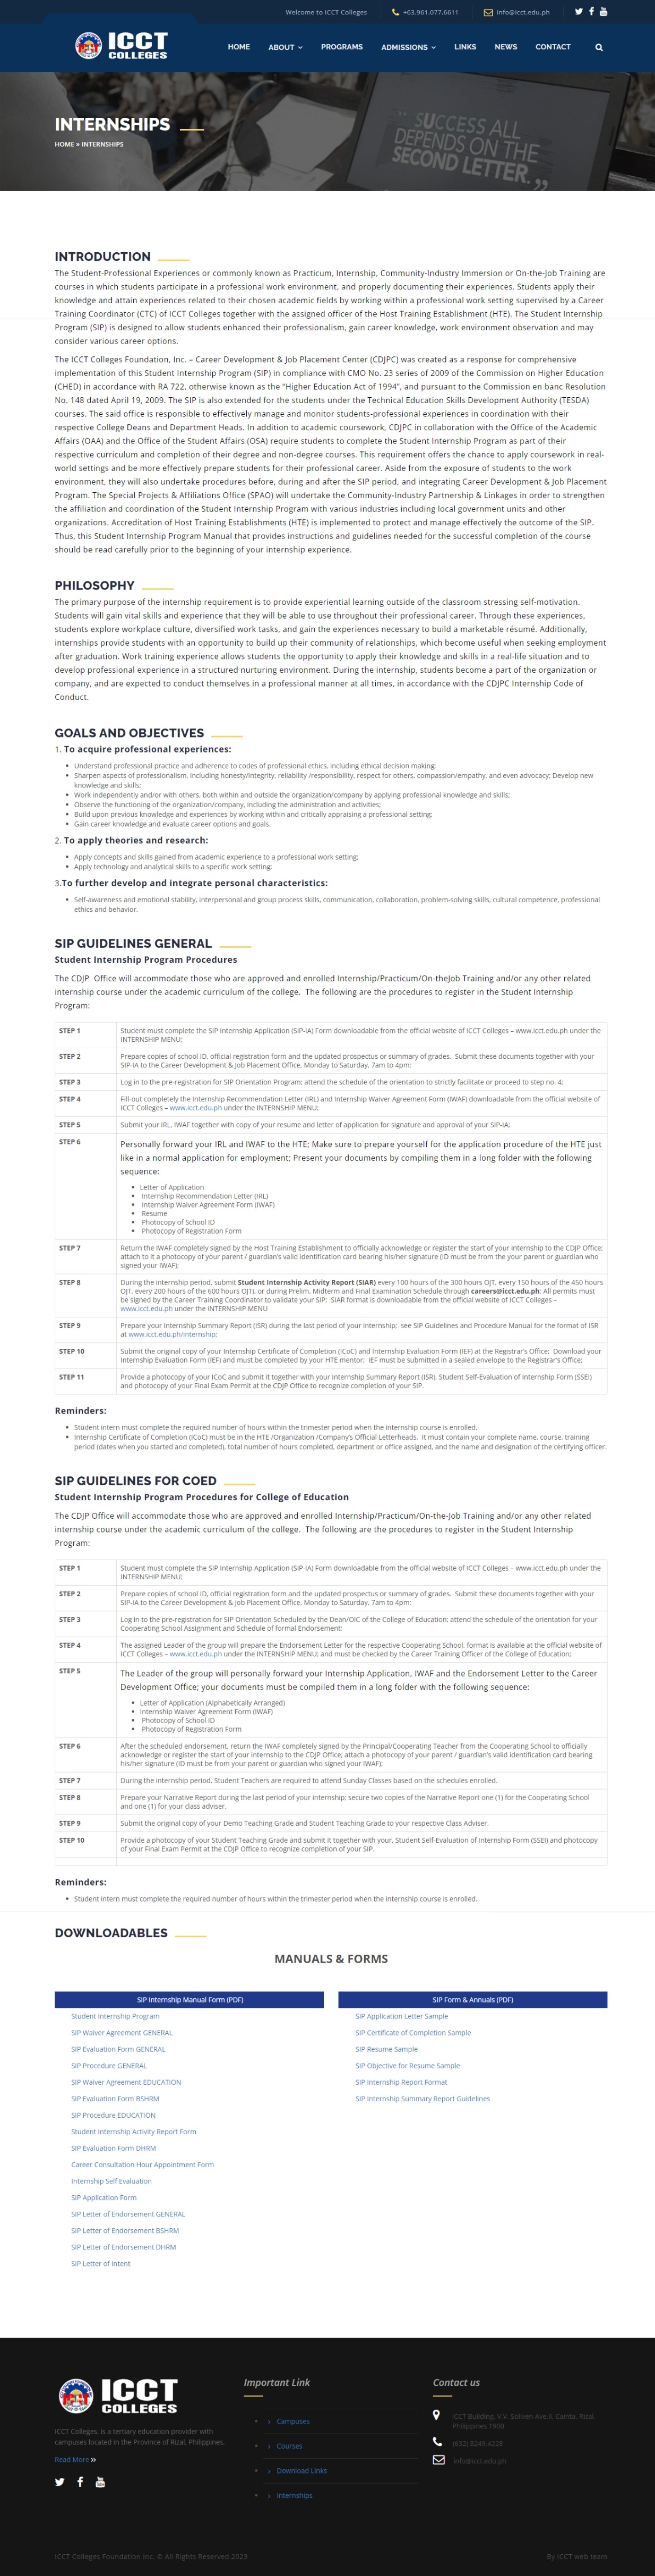 Welcome to ICCT Colleges
+63.961.077.6611
info@icct.edu.ph
ICCT
COLLEGES
HOME
ABOUT
PROGRAMS
ADMISSIONS
LINKS
NEWS
CONTACT
INTERNSHIPS
HOME » INTERNSHIPS
"SUCCESS ALL
DEPENDS ON THE
SECOND LETTER."
INTRODUCTION
The Student-Professional Experiences or commonly known as Practicum, Internship, Community-Industry Immersion or On-the-Job Training are
courses in which students participate in a professional work environment, and properly documenting their experiences. Students apply their
knowledge and attain experiences related to their chosen academic fields by working within a professional work setting supervised by a Career
Training Coordinator (CTC) of ICCT Colleges together with the assigned officer of the Host Training Establishment (HTE). The Student Internship
Program (SIP) is designed to allow students enhanced their professionalism, gain career knowledge, work environment observation and may
consider various career options.
The ICCT Colleges Foundation, Inc. – Career Development & Job Placement Center (CDJPC) was created as a response for comprehensive
implementation of this Student Internship Program (SIP) in compliance with CMO No. 23 series of 2009 of the Commission on Higher Education
(CHED) in accordance with RA 722, otherwise known as the "Higher Education Act of 1994", and pursuant to the Commission en banc Resolution
No. 148 dated April 19, 2009. The SIP is also extended for the students under the Technical Education Skills Development Authority (TESDA)
courses. The said office is responsible to effectively manage and monitor students-professional experiences in coordination with their
respective College Deans and Department Heads. In addition to academic coursework, CDJPC in collaboration with the Office of the Academic
Affairs (OAA) and the Office of the Student Affairs (OSA) require students to complete the Student Internship Program as part of their
respective curriculum and completion of their degree and non-degree courses. This requirement offers the chance to apply coursework in real-
world settings and be more effectively prepare students for their professional career. Aside from the exposure of students to the work
environment, they will also undertake procedures before, during and after the SIP period, and integrating Career Development & Job Placement
Program. The Special Projects & Affiliations Office (SPAO) will undertake the Community-Industry Partnership & Linkages in order to strengthen
the affiliation and coordination of the Student Internship Program with various industries including local government units and other
organizations. Accreditation of Host Training Establishments (HTE) is implemented to protect and manage effectively the outcome of the SIP.
Thus, this Student Internship Program Manual that provides instructions and guidelines needed for the successful completion of the course
should be read carefully prior to the beginning of your internship experience.
PHILOSOPHY
The primary purpose of the internship requirement is to provide experiential learning outside of the classroom stressing self-motivation.
Students will gain vital skills and experience that they will be able to use throughout their professional career. Through these experiences,
students explore workplace culture, diversified work tasks, and gain the experiences necessary to build a marketable résumé. Additionally,
internships provide students with an opportunity to build up their community of relationships, which become useful when seeking employment
after graduation. Work training experience allows students the opportunity to apply their knowledge and skills in a real-life situation and to
develop professional experience in a structured nurturing environment. During the internship, students become a part of the organization or
company, and are expected to conduct themselves in a professional manner at all times, in accordance with the CDJPC Internship Code of
Conduct.
GOALS AND OBJECTIVES
1. To acquire professional experiences:
Understand professional practice and adherence to codes of professional ethics, including ethical decision making;
Sharpen aspects of professionalism, including honesty/integrity, reliability /responsibility, respect for others, compassion/empathy, and even advocacy; Develop new
knowledge and skills;
Work independently and/or with others, both within and outside the organization/company by applying professional knowledge and skills;
Observe the functioning of the organization/company, including the administration and activities;
Build upon previous knowledge and experiences by working within and critically appraising a professional setting;
Gain career knowledge and evaluate career options and goals.
2. To apply theories and research:
Apply concepts and skills gained from academic experience to a professional work setting;
Apply technology and analytical skills to a specific work setting;
3.To further develop and integrate personal characteristics:
Self-awareness and emotional stability, interpersonal and group process skills, communication, collaboration, problem-solving skills, cultural competence, professional
ethics and behavior.
SIP GUIDELINES GENERAL
Student Internship Program Procedures
The CDJP Office will accommodate those who are approved and enrolled Internship/Practicum/On-theJob Training and/or any other related
internship course under the academic curriculum of the college. The following are the procedures to register in the Student Internship
Program:
STEP 1
Student must complete the SIP Internship Application (SIP-IA) Form downloadable from the official website of ICCT Colleges – www.icct.edu.ph under the
INTERNSHIP MENU;
STEP 2
Prepare copies of school ID, official registration form and the updated prospectus or summary of grades. Submit these documents together with your
SIP-IA to the Career Development & Job Placement Office, Monday to Saturday, 7am to 4pm;
STEP 3
Log in to the pre-registration for SIP Orientation Program; attend the schedule of the orientation to strictly facilitate or proceed to step no. 4;
STEP 4
Fill-out completely the Internship Recommendation Letter (IRL) and Internship Waiver Agreement Form (IWAF) downloadable from the official website of
ICCT Colleges – www.icct.edu.ph under the INTERNSHIP MENU;
STEP 5
Submit your IRL, IWAF together with copy of your resume and letter of application for signature and approval of your SIP-IA;
STEP 6
Personally forward your IRL and IWAF to the HTE; Make sure to prepare yourself for the application procedure of the HTE just
like in a normal application for employment; Present your documents by compiling them in a long folder with the following
sequence:
Letter of Application
Internship Recommendation Letter (IRL)
Internship Waiver Agreement Form (IWAF)
Resume
Photocopy of School ID
Photocopy of Registration Form
STEP 7
Return the IWAF completely signed by the Host Training Establishment to officially acknowledge or register the start of your internship to the CDJP Office;
attach to it a photocopy of your parent / guardian's valid identification card bearing his/her signature (ID must be from the your parent or guardian who
signed your IWAF);
STEP 8
During the internship period, submit Student Internship Activity Report (SIAR) every 100 hours of the 300 hours OJT, every 150 hours of the 450 hours
OJT, every 200 hours of the 600 hours OJT), or during Prelim, Midterm and Final Examination Schedule through careers@icct.edu.ph; All permits must
be signed by the Career Training Coordinator to validate your SIP; SIAR format is downloadable from the official website of ICCT Colleges –
www.icct.edu.ph under the INTERNSHIP MENU
STEP 9
Prepare your Internship Summary Report (ISR) during the last period of your internship; see SIP Guidelines and Procedure Manual for the format of ISR
at www.icct.edu.ph/internship;
STEP 10
Submit the original copy of your Internship Certificate of Completion (ICoC) and Internship Evaluation Form (IEF) at the Registrar's Office; Download your
Internship Evaluation Form (IEF) and must be completed by your HTE mentor; IEF must be submitted in a sealed envelope to the Registrar's Office;
STEP 11
Provide a photocopy of your ICoC and submit it together with your Internship Summary Report (ISR), Student Self-Evaluation of Internship Form (SSEI)
and photocopy of your Final Exam Permit at the CDJP Office to recognize completion of your SIP.
Reminders:
Student intern must complete the required number of hours within the trimester period when the internship course is enrolled.
Internship Certificate of Completion (ICoC) must be in the HTE /Organization /Company's Official Letterheads. It must contain your complete name, course, training
period (dates when you started and completed), total number of hours completed, department or office assigned, and the name and designation of the certifying officer.
SIP GUIDELINES FOR COED
Student Internship Program Procedures for College of Education
The CDJP Office will accommodate those who are approved and enrolled Internship/Practicum/On-the-Job Training and/or any other related
internship course under the academic curriculum of the college. The following are the procedures to register in the Student Internship
Program:
STEP 1
Student must complete the SIP Internship Application (SIP-IA) Form downloadable from the official website of ICCT Colleges – www.icct.edu.ph under the
INTERNSHIP MENU;
STEP 2
Prepare copies of school ID, official registration form and the updated prospectus or summary of grades. Submit these documents together with your
SIP-IA to the Career Development & Job Placement Office, Monday to Saturday, 7am to 4pm;
STEP 3
Log in to the pre-registration for SIP Orientation Scheduled by the Dean/OIC of the College of Education; attend the schedule of the orientation for your
Cooperating School Assignment and Schedule of formal Endorsement;
STEP 4
The assigned Leader of the group will prepare the Endorsement Letter for the respective Cooperating School, format is available at the official website of
ICCT Colleges – www.icct.edu.ph under the INTERNSHIP MENU; and must be checked by the Career Training Officer of the College of Education;
STEP 5
The Leader of the group will personally forward your Internship Application, IWAF and the Endorsement Letter to the Career
Development Office; your documents must be compiled them in a long folder with the following sequence:
Letter of Application (Alphabetically Arranged)
Internship Waiver Agreement Form (IWAF)
Photocopy of School ID
Photocopy of Registration Form
STEP 6
After the scheduled endorsement, return the IWAF completely signed by the Principal/Cooperating Teacher from the Cooperating School to officially
acknowledge or register the start of your internship to the CDJP Office; attach a photocopy of your parent / guardian's valid identification card bearing
his/her signature (ID must be from your parent or guardian who signed your IWAF);
STEP 7
During the internship period, Student Teachers are required to attend Sunday Classes based on the schedules enrolled.
STEP 8
Prepare your Narrative Report during the last period of your internship; secure two copies of the Narrative Report one (1) for the Cooperating School
and one (1) for your class adviser.
STEP 9
Submit the original copy of your Demo Teaching Grade and Student Teaching Grade to your respective Class Adviser.
STEP 10
Provide a photocopy of your Student Teaching Grade and submit it together with your, Student Self-Evaluation of Internship Form (SSEI) and photocopy
of your Final Exam Permit at the CDJP Office to recognize completion of your SIP.
Reminders:
Student intern must complete the required number of hours within the trimester period when the internship course is enrolled.
DOWNLOADABLES
MANUALS & FORMS
SIP Internship Manual Form (PDF)
Student Internship Program
SIP Waiver Agreement GENERAL
SIP Evaluation Form GENERAL
SIP Procedure GENERAL
SIP Waiver Agreement EDUCATION
SIP Evaluation Form BSHRM
SIP Procedure EDUCATION
Student Internship Activity Report Form
SIP Evaluation Form DHRM
Career Consultation Hour Appointment Form
Internship Self Evaluation
SIP Application Form
SIP Letter of Endorsement GENERAL
SIP Letter of Endorsement BSHRM
SIP Letter of Endorsement DHRM
SIP Letter of Intent
SIP Form & Annuals (PDF)
SIP Application Letter Sample
SIP Certificate of Completion Sample
SIP Resume Sample
SIP Objective for Resume Sample
SIP Internship Report Format
SIP Internship Summary Report Guidelines
ICCT
COLLEGES
ICCT Colleges. is a tertiary education provider with
campuses located in the Province of Rizal, Philippines.
Read More »
Important Link
Campuses
Courses
Download Links
Internships
Contact us
ICCT Building, V.V. Soliven Ave.II, Cainta, Rizal,
Philippines 1900
(632) 8249.4228
info@icct.edu.ph
ICCT Colleges Foundation Inc. © All Rights Reserved.2023
By ICCT web team